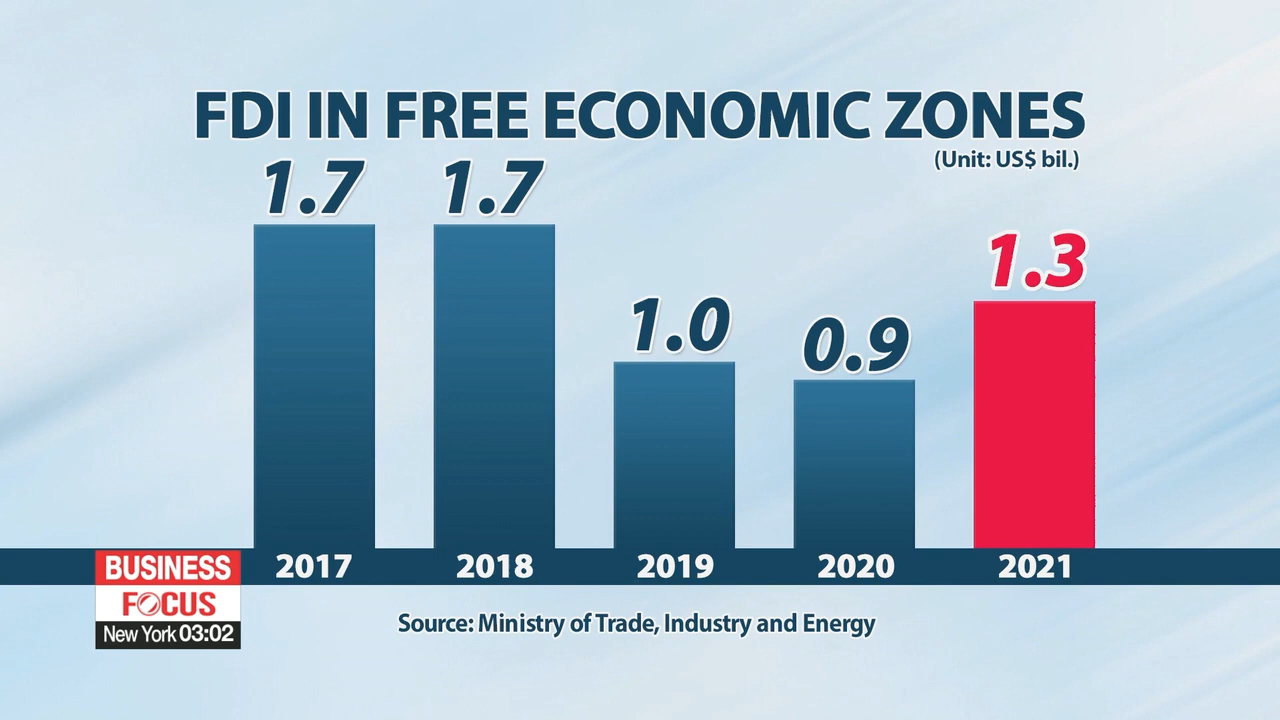 FDI IN FREE ECONOMIC ZONES
(Unit: US$ bil.)
1.7
1.7
1.0
0.9
1.3
2017
2018
2019
2020
2021
BUSINESS
FOCUS
New York 03:02
Source: Ministry of Trade, Industry and Energy